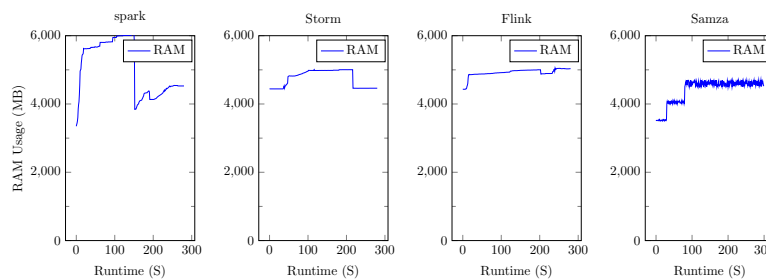 spark
Storm
Flink
Samza
RAM Usage (MB)
6,000
4,000
2,000
0
RAM
0 100 200 300
Runtime (S)
6,000
4,000
2,000
0
RAM
0 100 200 300
Runtime (S)
6,000
4,000
2,000
0
RAM
0 100 200 300
Runtime (S)
6,000
4,000
2,000
0
RAM
0 100 200 300
Runtime (S)